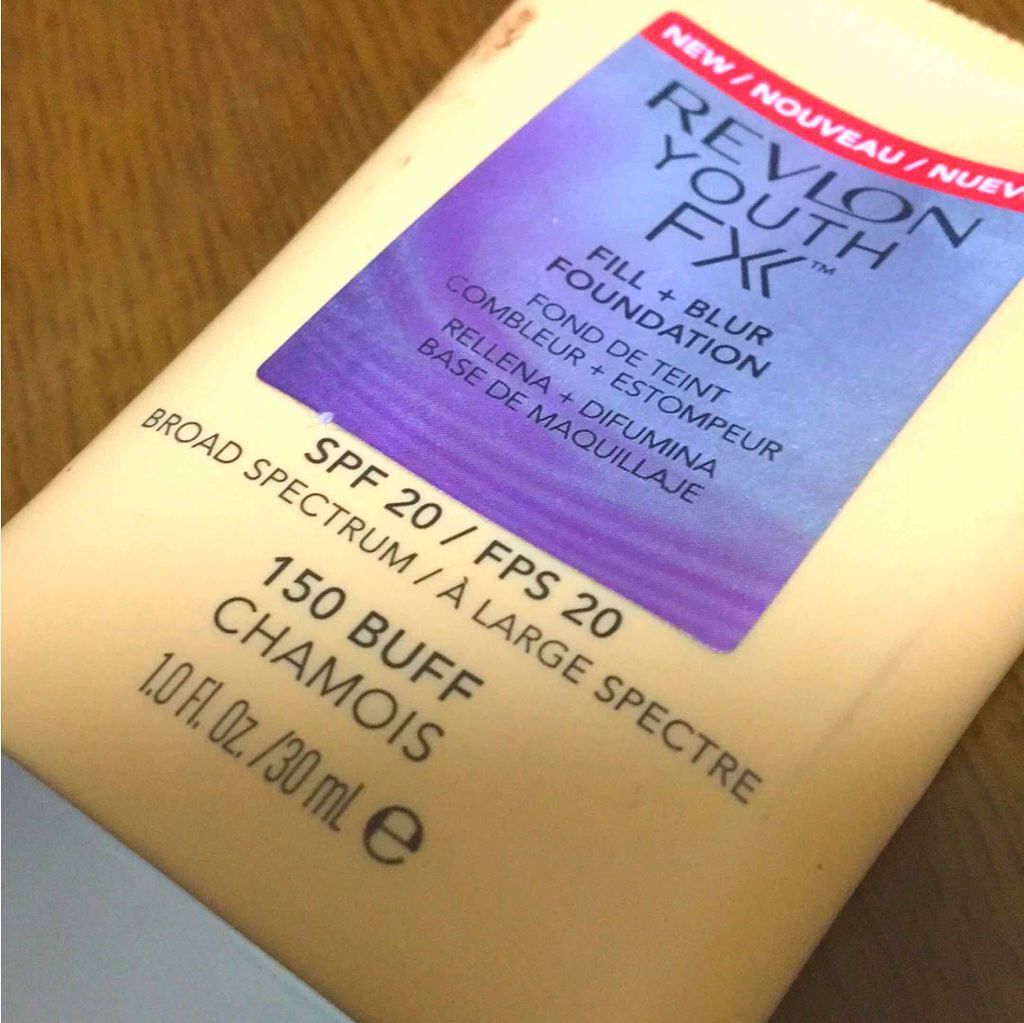 NEW / NOUVEAU / NUEV
REVLON
YOUTH
FX™
FILL + BLUR
FOUNDATION
FOND DE TEINT
COMBLEUR + ESTOMPEUR
RELLENA + DIFUMINA
BASE DE MAQUILLAJE
SPF 20 / FPS 20
BROAD SPECTRUM / À LARGE SPECTRE
150 BUFF
CHAMOIS
1.0 Fl. Oz. / 30 mL e